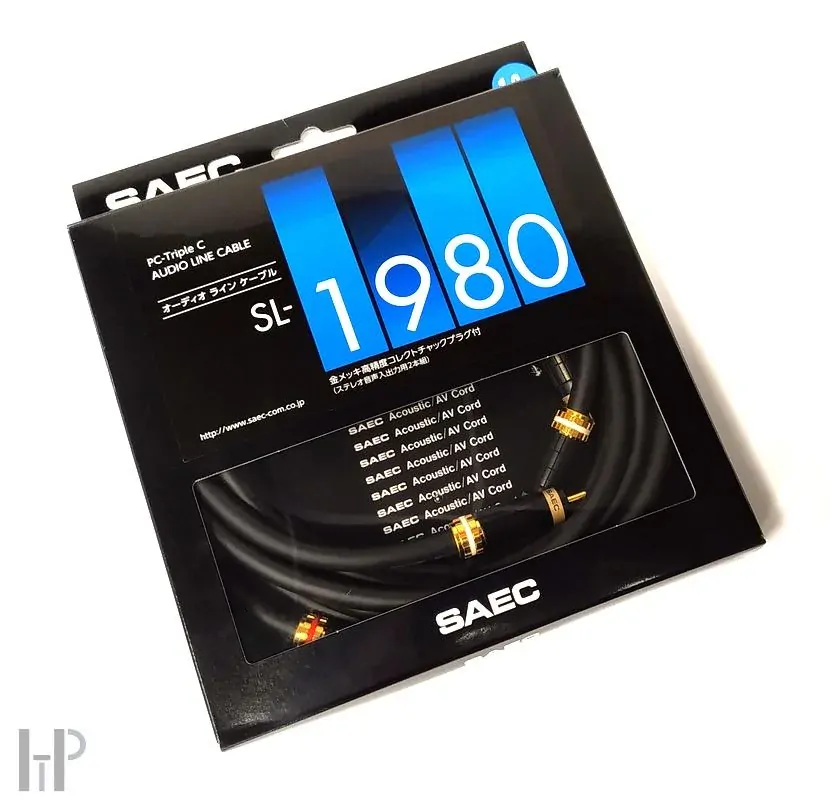 SAEC
PC-Triple C
AUDIO LINE CABLE
オーディオ ライン ケーブル
SL-1980
金メッキ高精度コレクトチャックプラグ付
(ステレオ音声入出力用2本組)
http://www.saec-com.co.jp
SAEC Acoustic/AV Cord
SAEC Acoustic/AV Cord
SAEC Acoustic/AV Cord
SAEC Acoustic/AV Cord
SAEC Acoustic/AV Cord
SAEC Acoustic/AV Cord
SAEC Acoustic/AV Cord
SAEC
SAEC
HiP